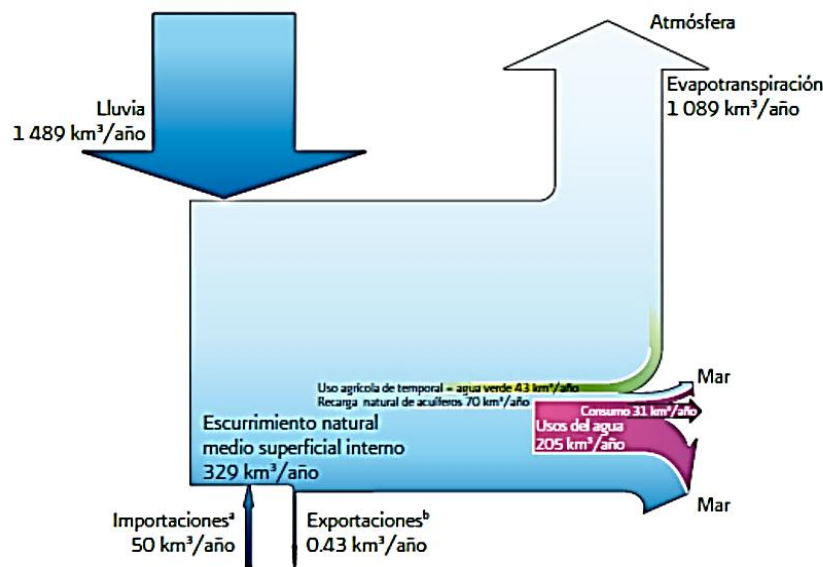 Atmósfera
Lluvia
1 489 km³/año
Evapotranspiración
1 089 km³/año
Uso agrícola de temporal = agua verde 43 km³/año
Recarga natural de acuíferos 70 km³/año
Mar
Consumo 31 km³/año
Usos del agua
205 km³/año
Escurrimiento natural
medio superficial interno
329 km³/año
Mar
Importacionesᵃ
50 km³/año
Exportacionesᵇ
0.43 km³/año